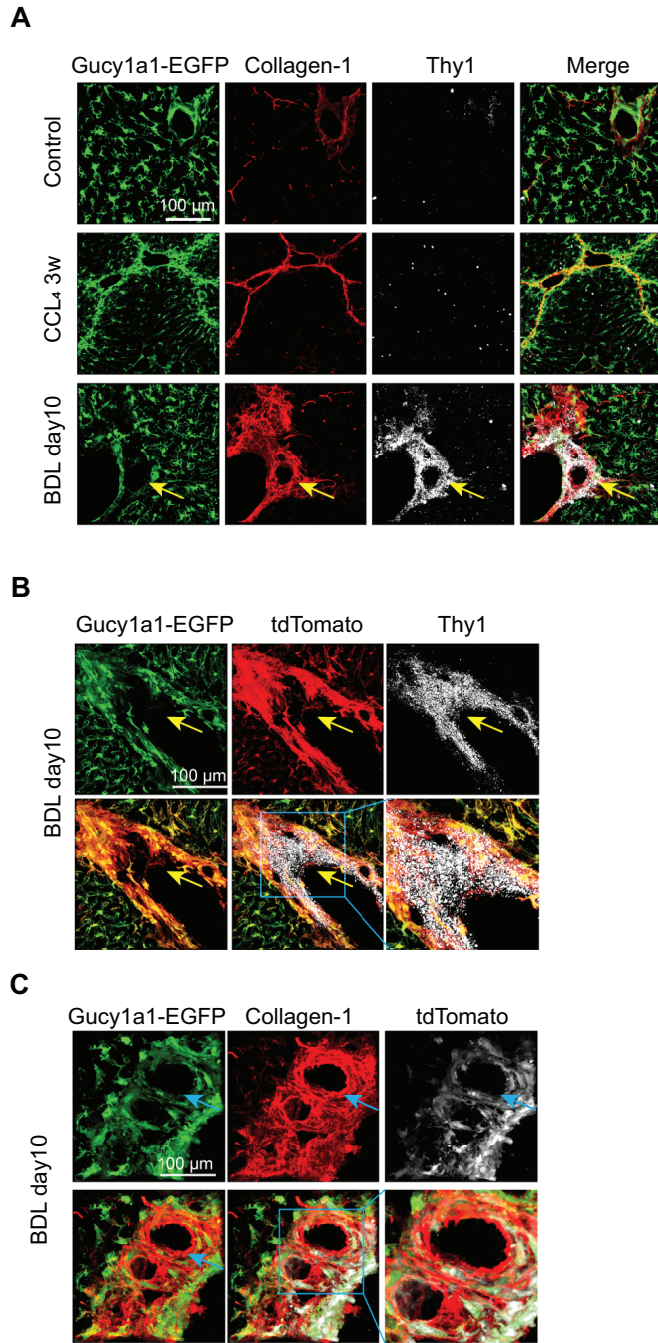 A
Gucy1a1-EGFP Collagen-1 Thy1 Merge
Control
100 µm
CCL₄ 3w
BDL day10
B
Gucy1a1-EGFP tdTomato Thy1
100 µm
BDL day10
C
Gucy1a1-EGFP Collagen-1 tdTomato
100 µm
BDL day10